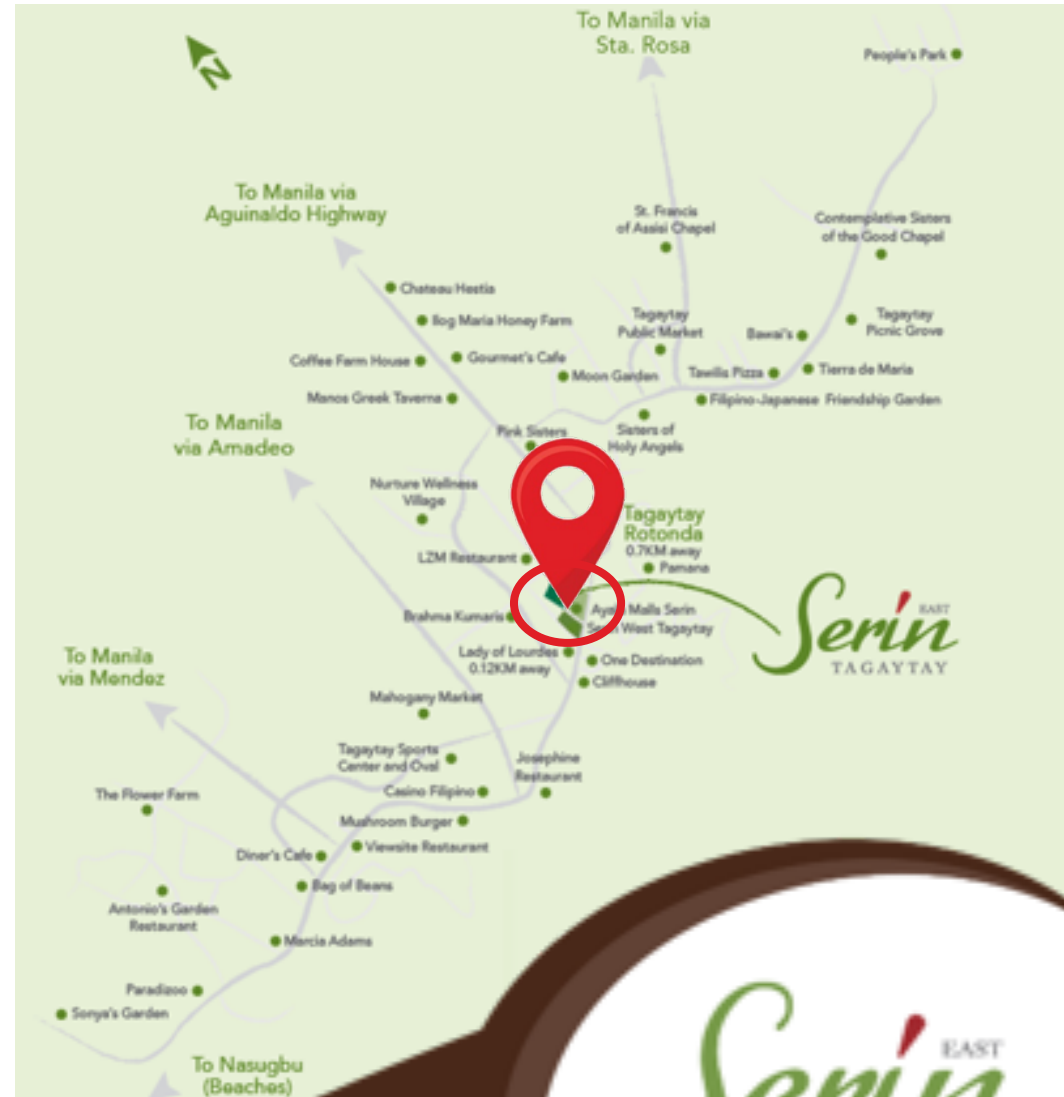 To Manila via
Sta. Rosa
People's Park
N
To Manila via
Aguinaldo Highway
St. Francis
of Assisi Chapel
Contemplative Sisters
of the Good Chapel
Chateau Hestia
Ilog Maria Honey Farm
Tagaytay
Public Market
Tagaytay
Picnic Grove
Bawai's
Coffee Farm House
Gourmet's Cafe
Moon Garden
Tawilis Pizza
Tierra de Maria
Manos Greek Taverna
Filipino-Japanese Friendship Garden
To Manila
via Amadeo
Pink Sisters
Sisters of
Holy Angels
Nurture Wellness
Village
Tagaytay
Rotonda
0.7KM away
LZM Restaurant
Pamana
Ayala Malls Serin
Serin West Tagaytay
Brahma Kumaris
EAST
Serin
TAGAYTAY
Lady of Lourdes
0.12KM away
One Destination
Cliffhouse
To Manila
via Mendez
Mahogany Market
Tagaytay Sports
Center and Oval
Josephine
Restaurant
The Flower Farm
Casino Filipino
Mushroom Burger
Diner's Cafe
Viewsite Restaurant
Bag of Beans
Antonio's Garden
Restaurant
Marcia Adams
Paradizoo
Sonya's Garden
To Nasugbu
(Beaches)
EAST
Serin